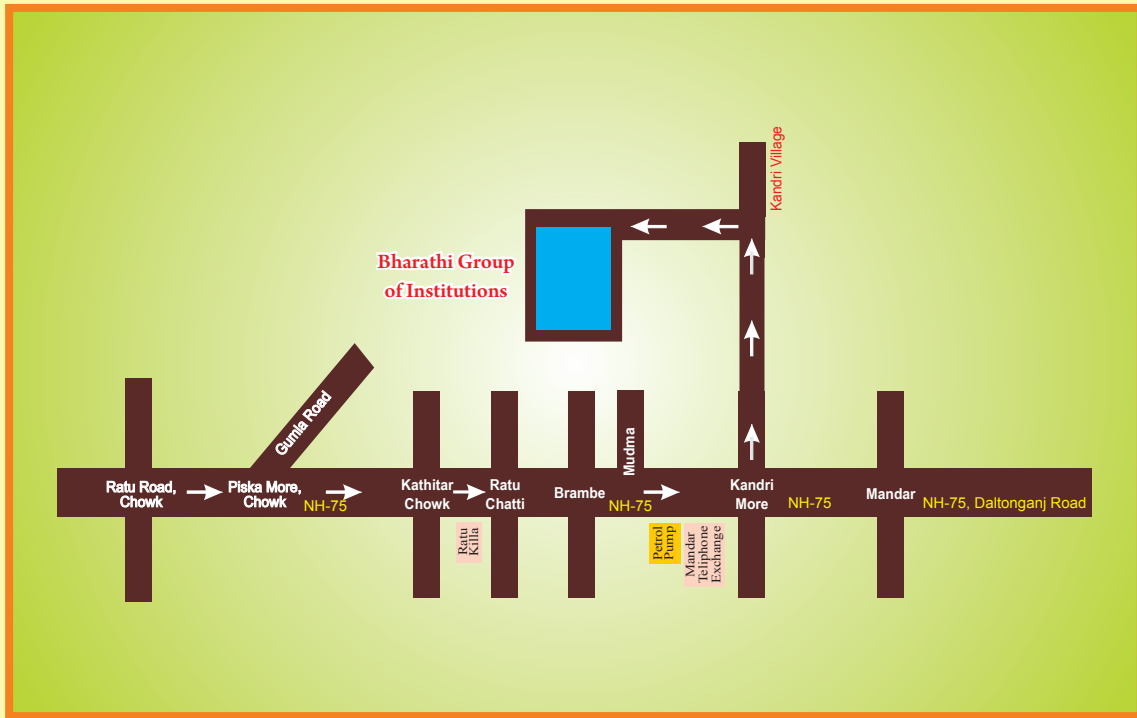 Kandri Village
Bharathi Group
of Institutions
Gumla Road
Mudma
Ratu Road,
Chowk
Piska More,
Chowk
NH-75
Kathitar
Chowk
Ratu
Chatti
Brambe
NH-75
Kandri
More
NH-75
Mandar
NH-75, Daltonganj Road
Ratu
Killa
Petrol
Pump
Mandar
Teliphone
Exchange